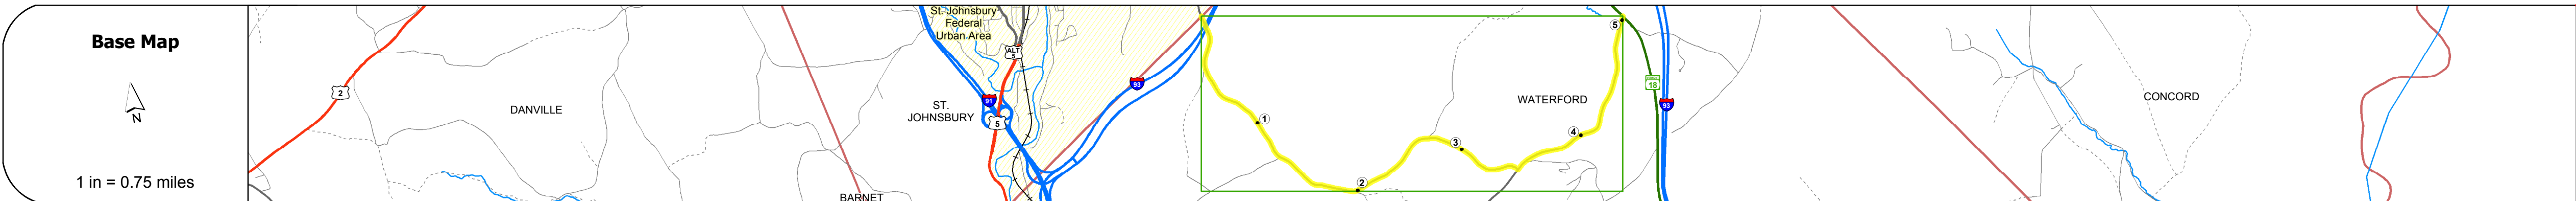 Base Map
N
1 in = 0.75 miles
2
DANVILLE
BARNET
ST.
JOHNSBURY
St. Johnsbury
Federal
Urban Area
ALT
5
91
5
93
1
2
3
4
5
WATERFORD
18
93
CONCORD